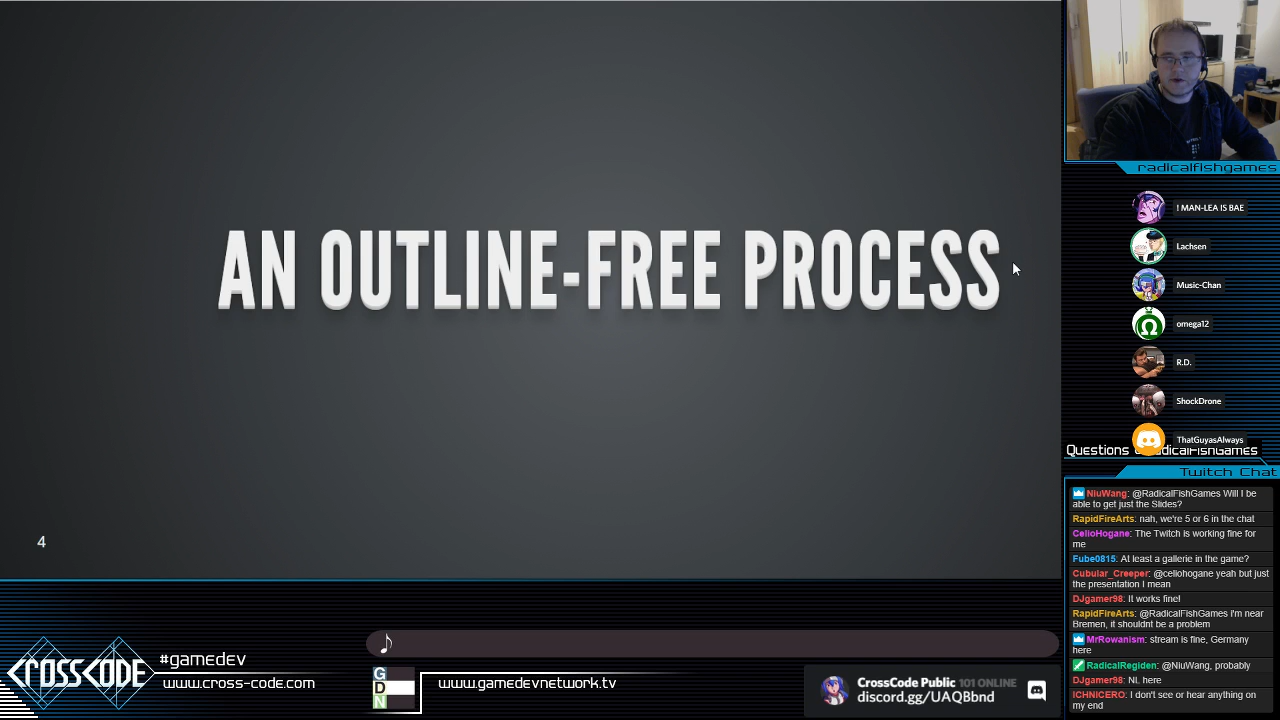 AN OUTLINE-FREE PROCESS
4
radicalfishgames
! MAN-LEA IS BAE
Lachsen
Music-Chan
omega12
R.D.
ShockDrone
ThatGuyasAlways
Questions @RadicalFishGames
Twitch Chat
NiuWang: @RadicalFishGames Will I be
able to get just the Slides?
RapidFireArts: nah, we're 5 or 6 in the chat
CelioHogane: The Twitch is working fine for
me
Fube0815: At least a gallerie in the game?
Cubular_Creeper: @celiohogane yeah but just
the presentation I mean
DJgamer98: It works fine!
RapidFireArts: @RadicalFishGames I'm near
Bremen, it shouldnt be a problem
MrRowanism: stream is fine, Germany
here
RadicalRegiden: @NiuWang, probably
DJgamer98: NL here
ICHNICERO: I don't see or hear anything on
my end
CROSSCODE
#gamedev
www.cross-code.com
G
D
N
www.gamedevnetwork.tv
CrossCode Public 101 ONLINE
discord.gg/UAQBbnd